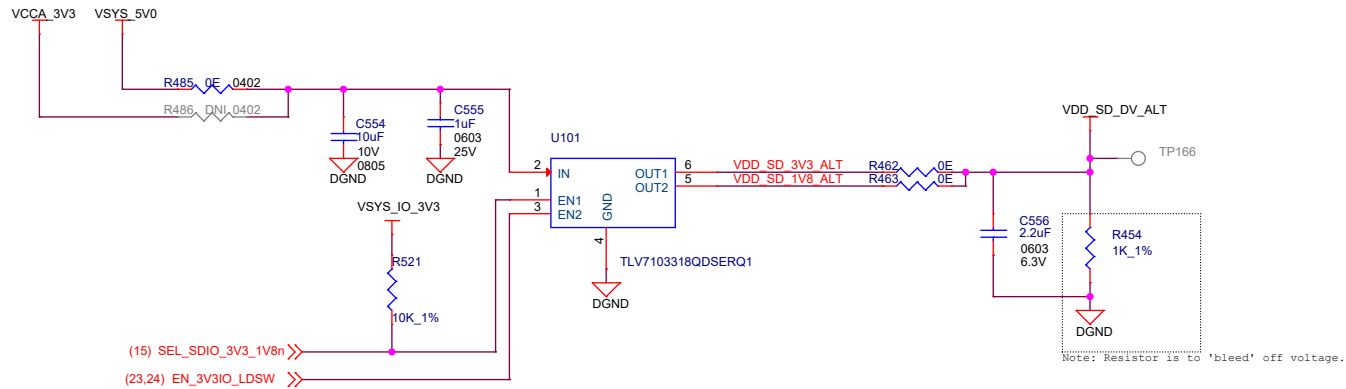 VCCA_3V3 VSYS_5V0
R485 0E 0402
R486 DNI 0402
C554
10uF
10V
0805
DGND
C555
1uF
0603
25V
DGND
U101
2 IN
1 EN1
3 EN2
GND
4
OUT1 6
OUT2 5
TLV7103318QDSERQ1
DGND
VDD_SD_3V3_ALT
VDD_SD_1V8_ALT
R462 0E
R463 0E
VDD_SD_DV_ALT
TP166
C556
2.2uF
0603
6.3V
R454
1K_1%
DGND
Note: Resistor is to 'bleed' off voltage.
VSYS_IO_3V3
R521
10K_1%
(15) SEL_SDIO_3V3_1V8n
(23,24) EN_3V3IO_LDSW